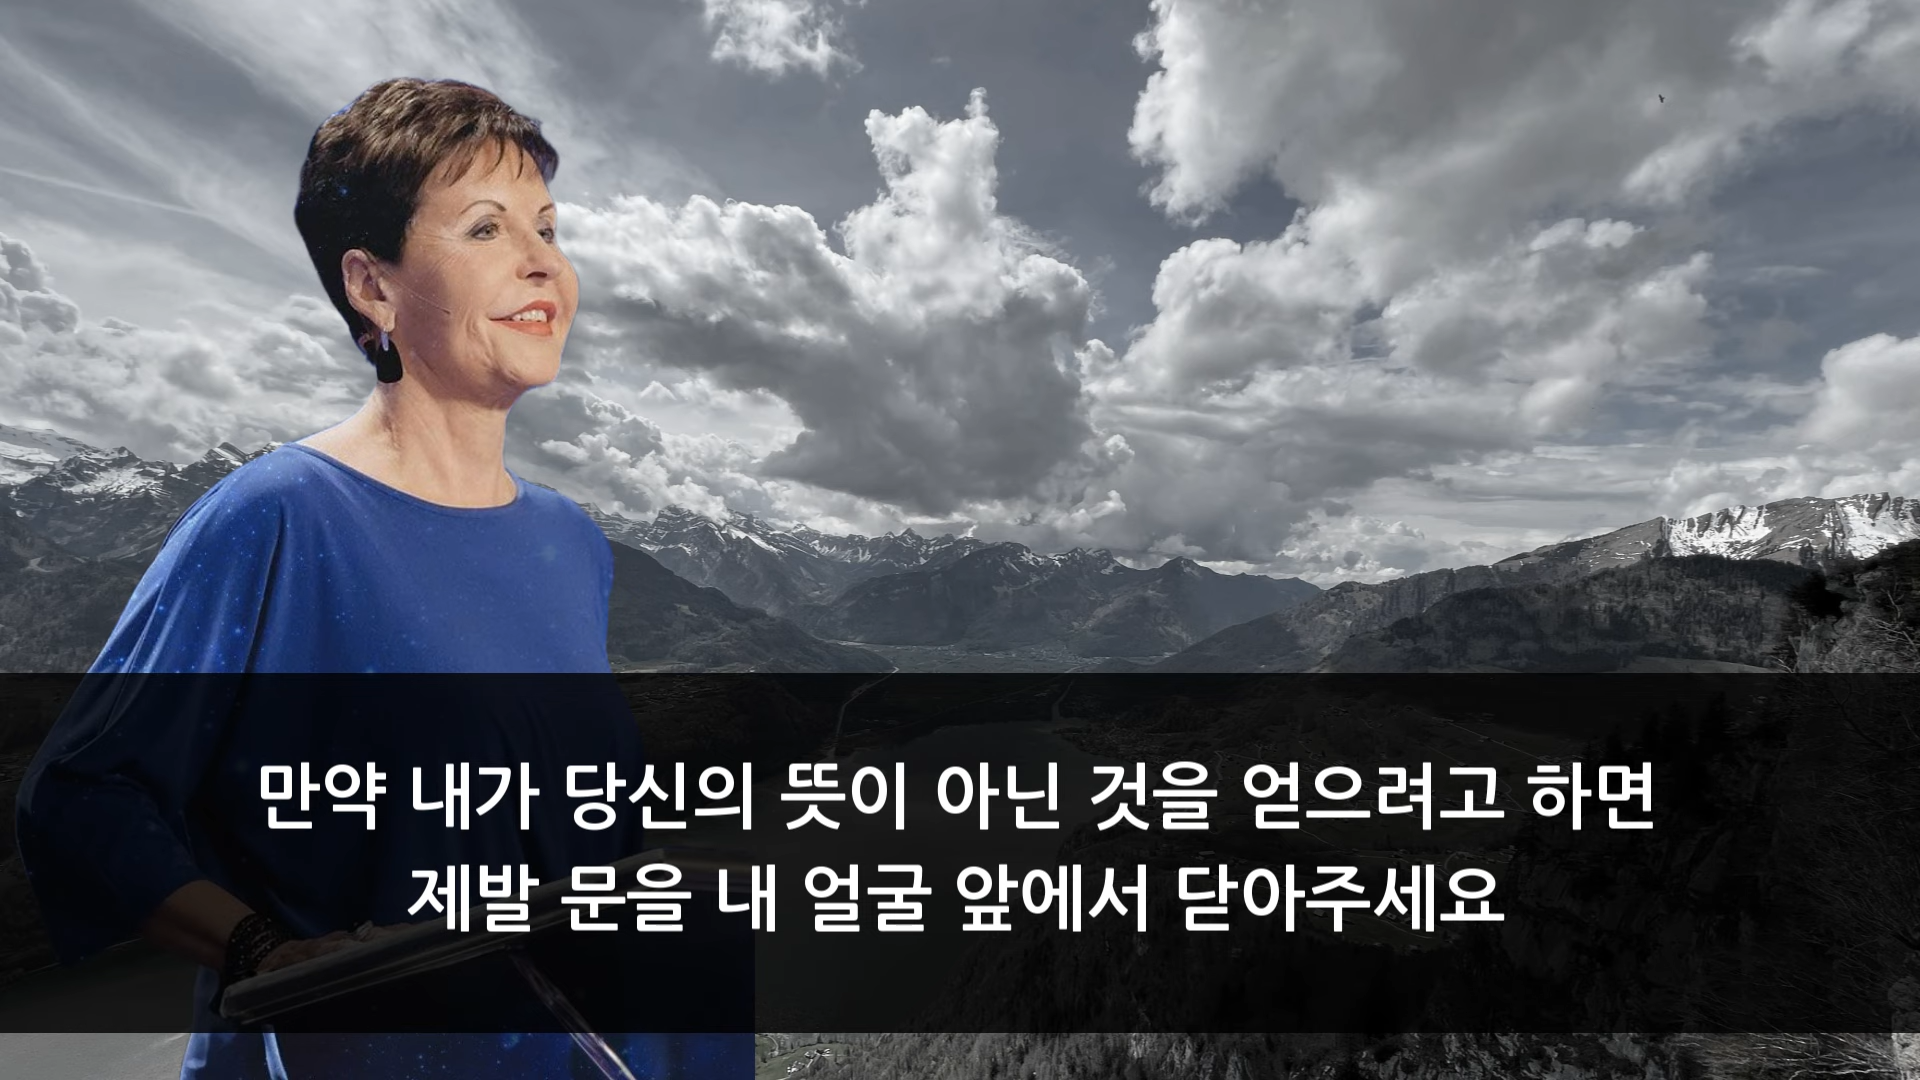 만약 내가 당신의 뜻이 아닌 것을 얻으려고 하면
제발 문을 내 얼굴 앞에서 닫아주세요